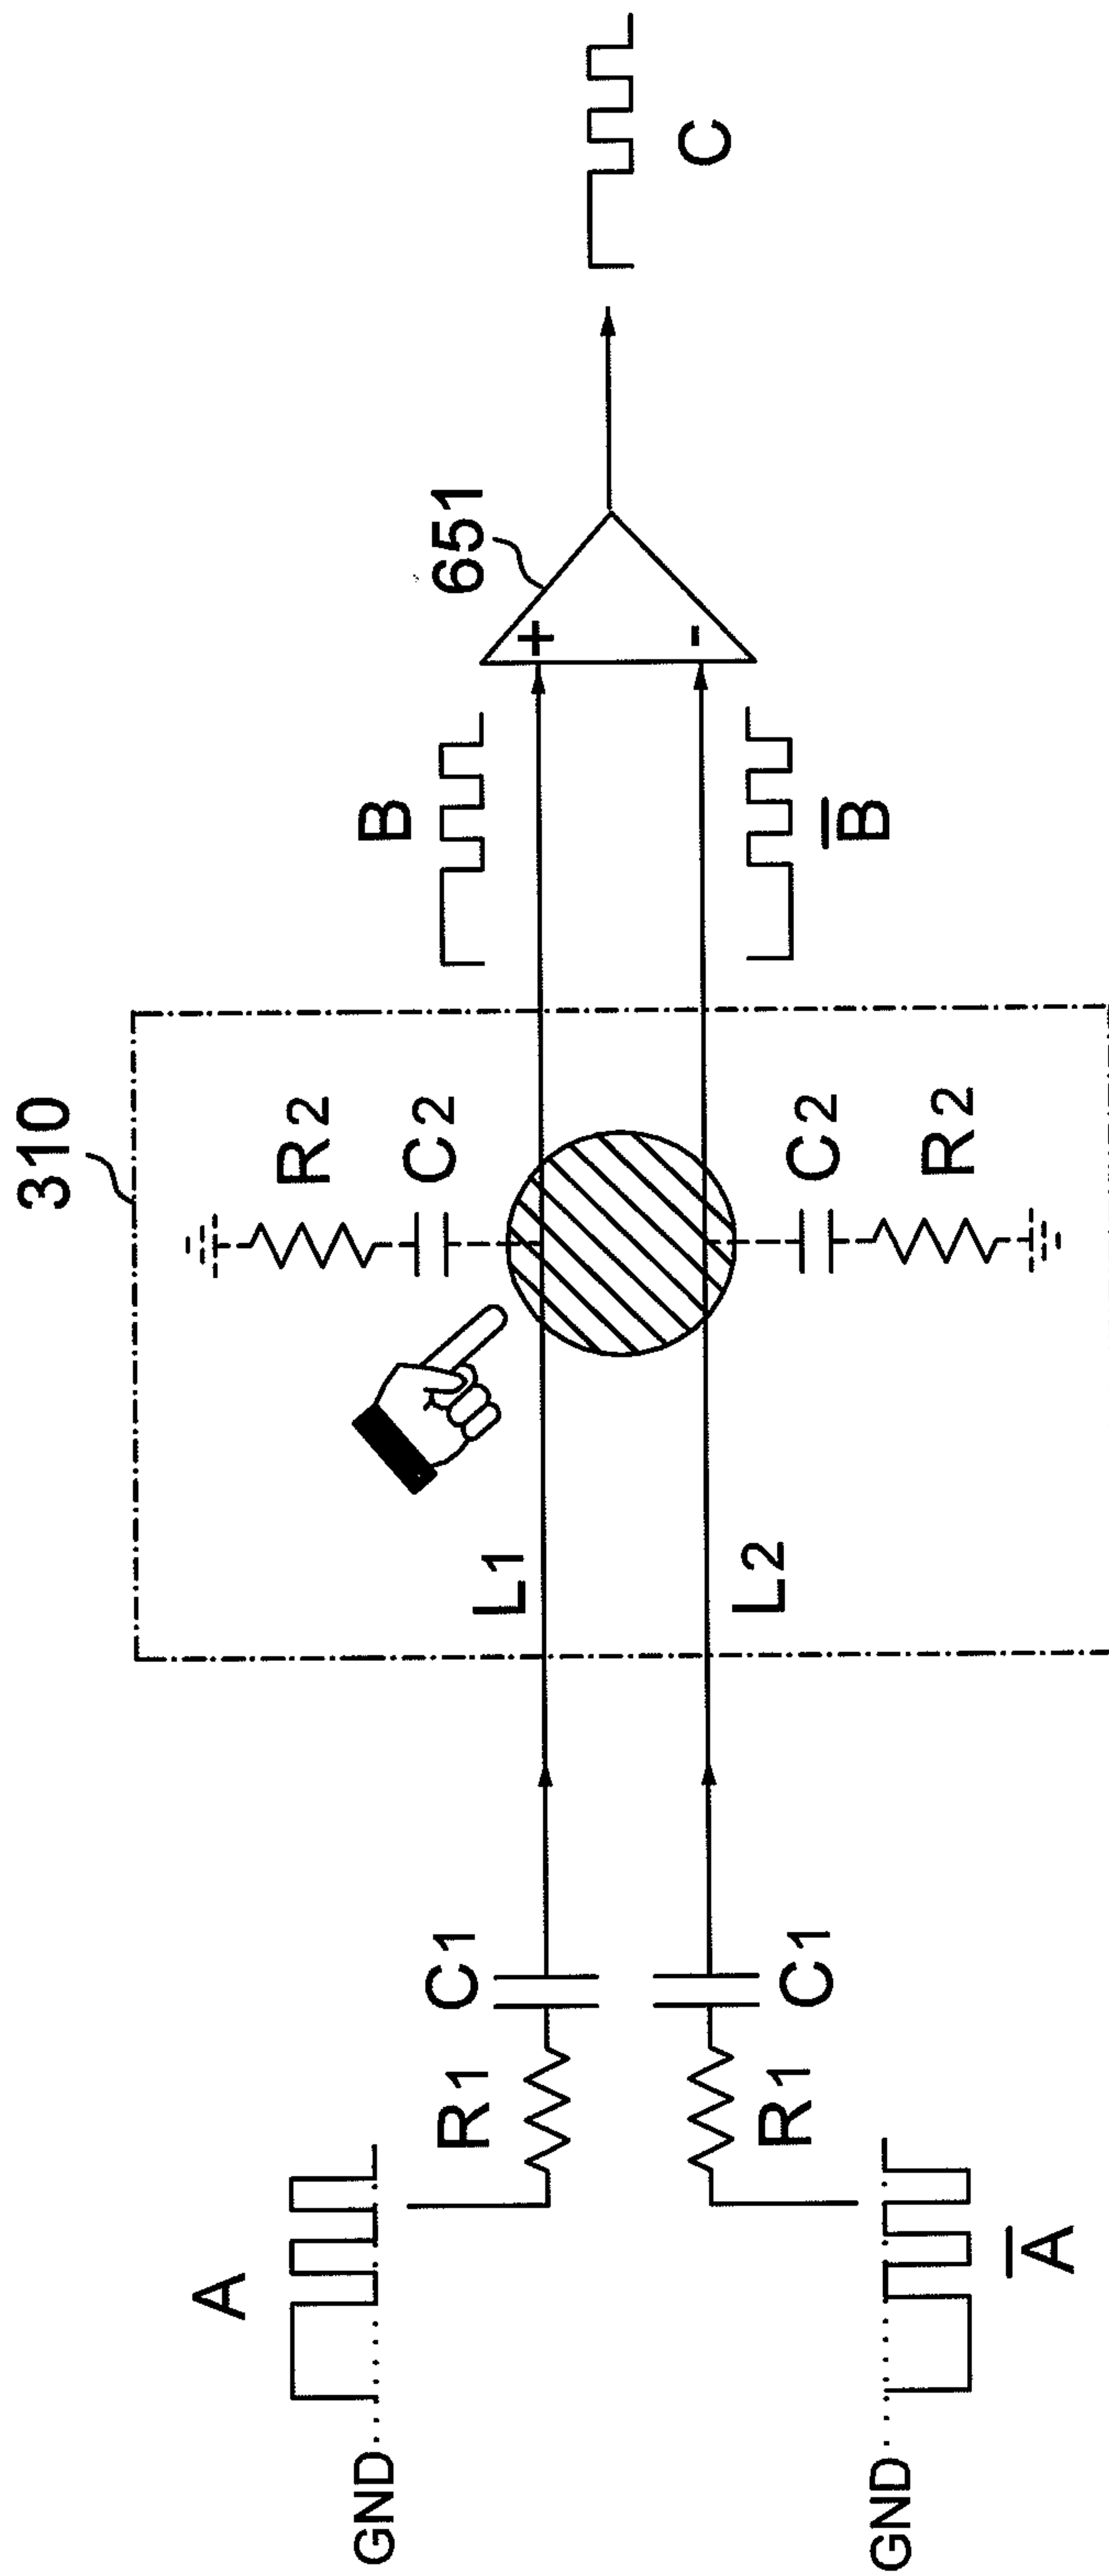 310
A
GND
R1
C1
L1
R2
C2
B
651
+
-
C
GND
A̅
R1
C1
L2
C2
R2
B̅